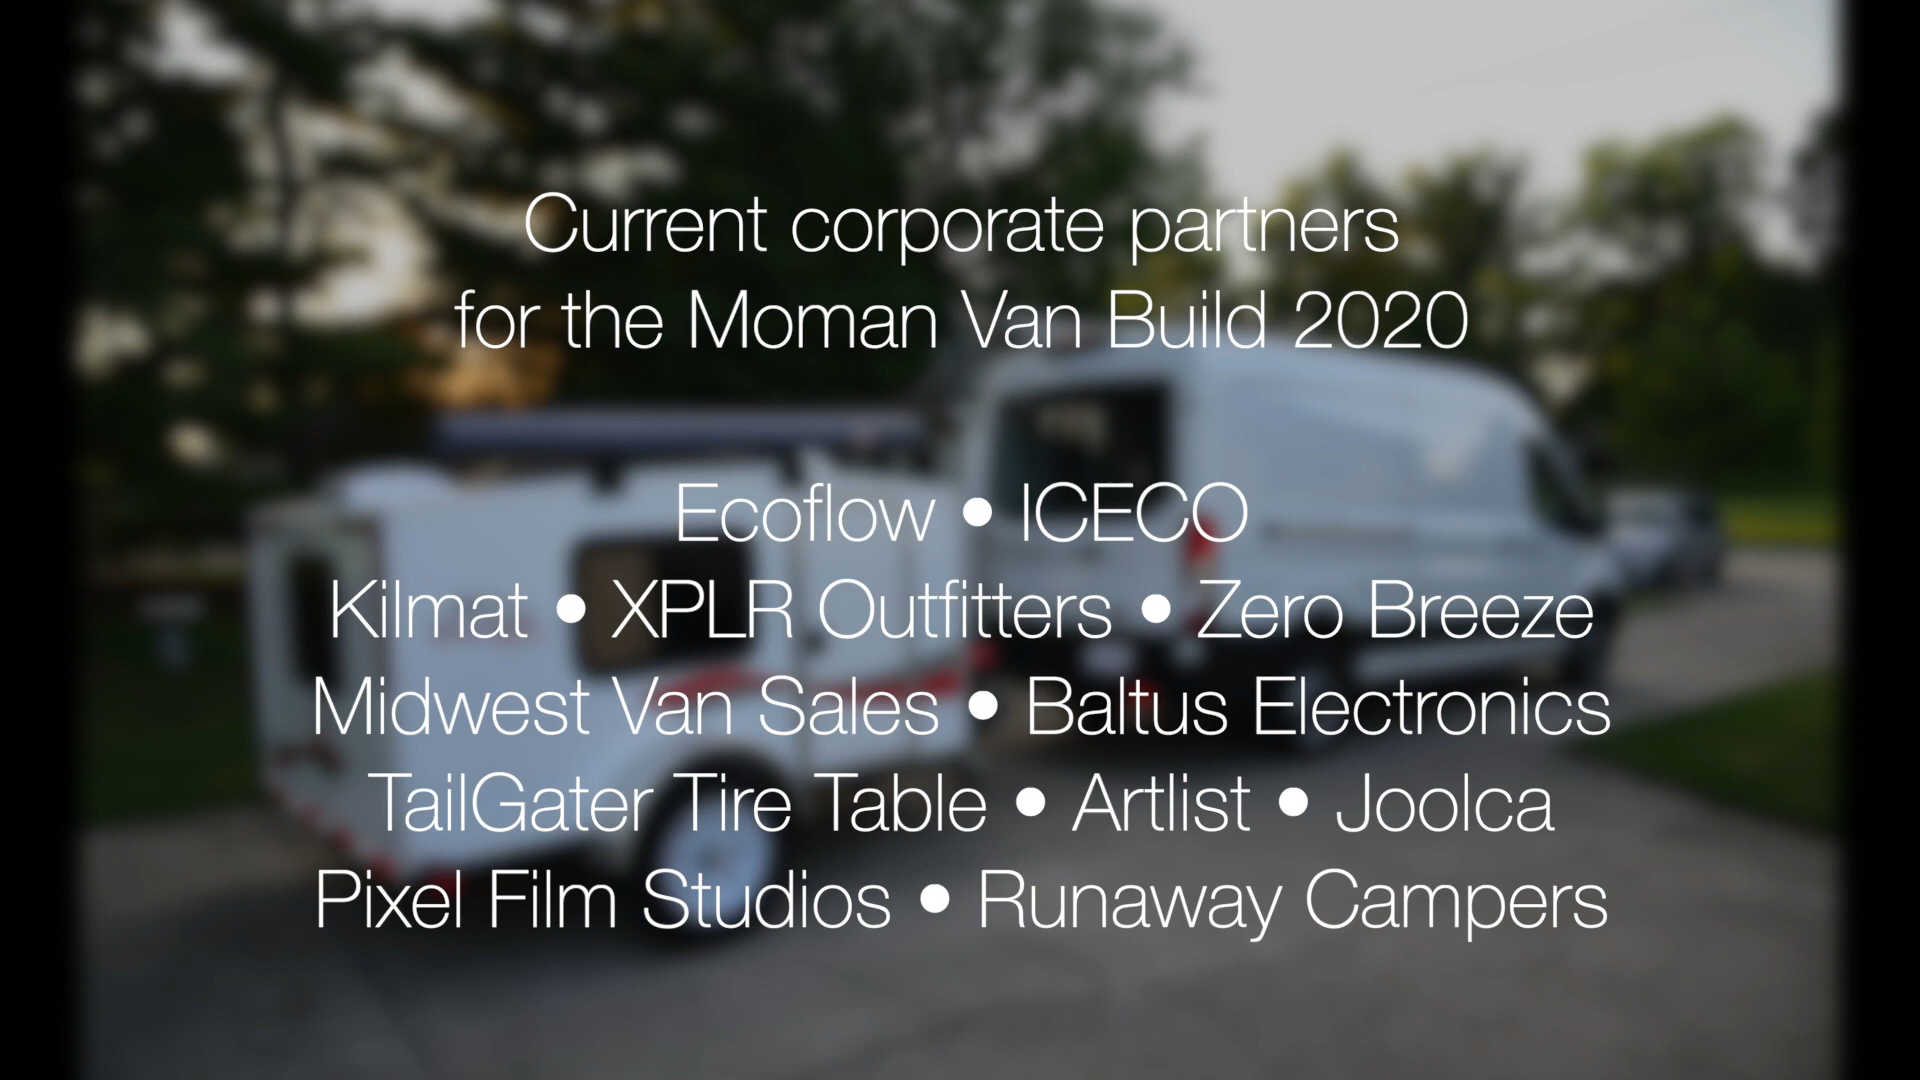 Current corporate partners
for the Moman Van Build 2020
Ecoflow • ICECO
Kilmat • XPLR Outfitters • Zero Breeze
Midwest Van Sales • Baltus Electronics
TailGater Tire Table • Artlist • Joolca
Pixel Film Studios • Runaway Campers